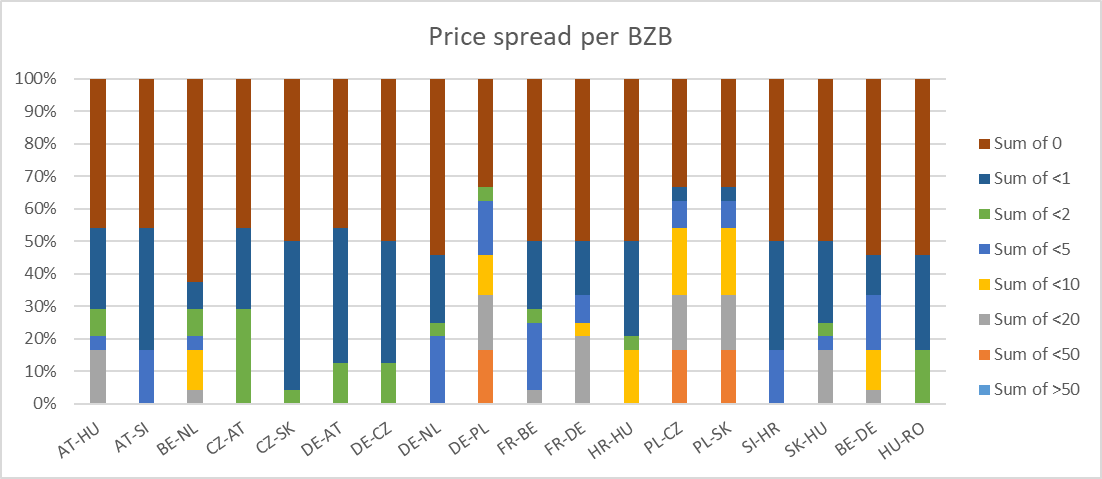 Price spread per BZB
100%
90%
80%
70%
60%
50%
40%
30%
20%
10%
0%
AT-HU
AT-SI
BE-NL
CZ-AT
CZ-SK
DE-AT
DE-CZ
DE-NL
DE-PL
FR-BE
FR-DE
HR-HU
PL-CZ
PL-SK
SI-HR
SK-HU
BE-DE
HU-RO
Sum of 0
Sum of <1
Sum of <2
Sum of <5
Sum of <10
Sum of <20
Sum of <50
Sum of >50